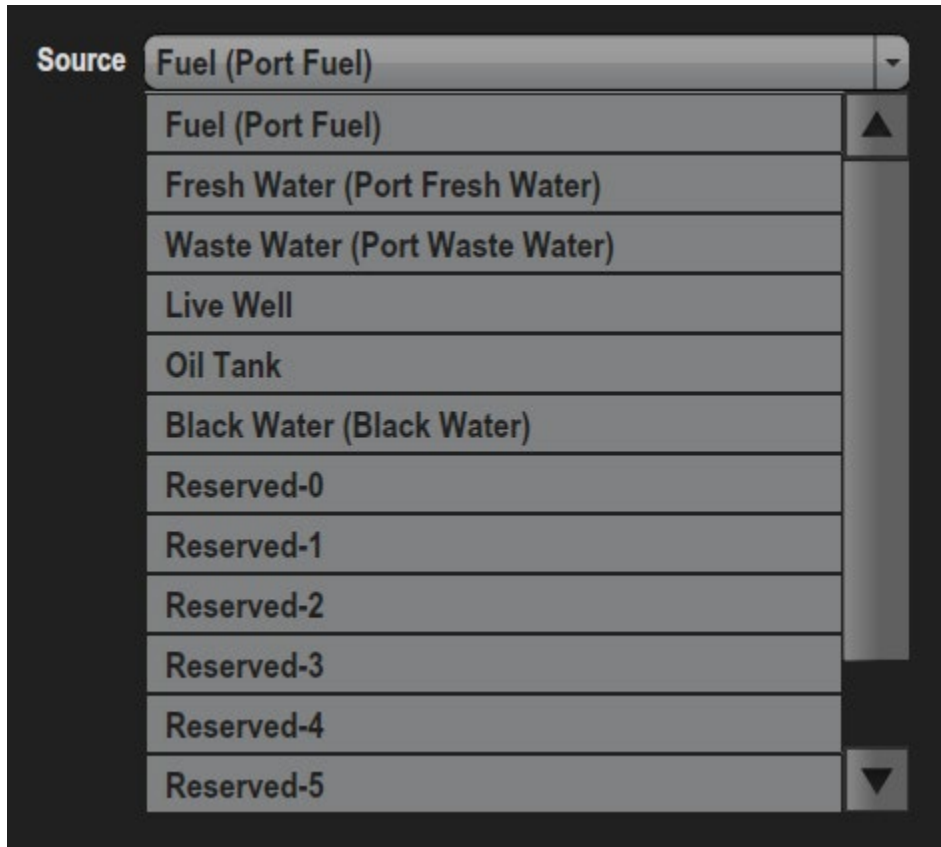 Source Fuel (Port Fuel)
Fuel (Port Fuel)
Fresh Water (Port Fresh Water)
Waste Water (Port Waste Water)
Live Well
Oil Tank
Black Water (Black Water)
Reserved-0
Reserved-1
Reserved-2
Reserved-3
Reserved-4
Reserved-5